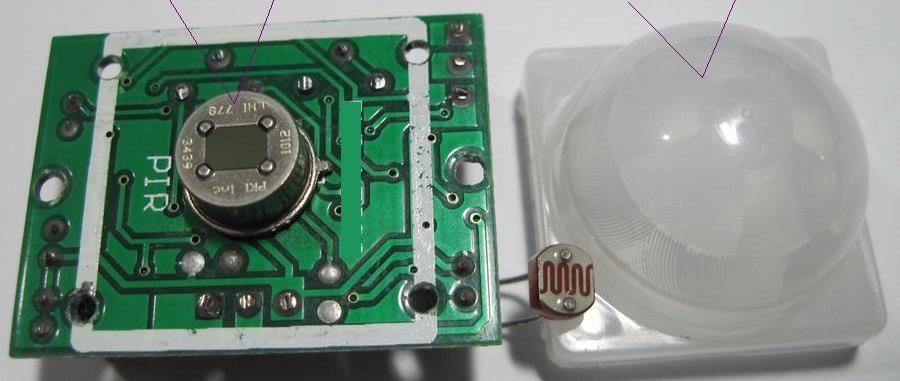 LHI 778
1012
PKI Inc
3439
PIR